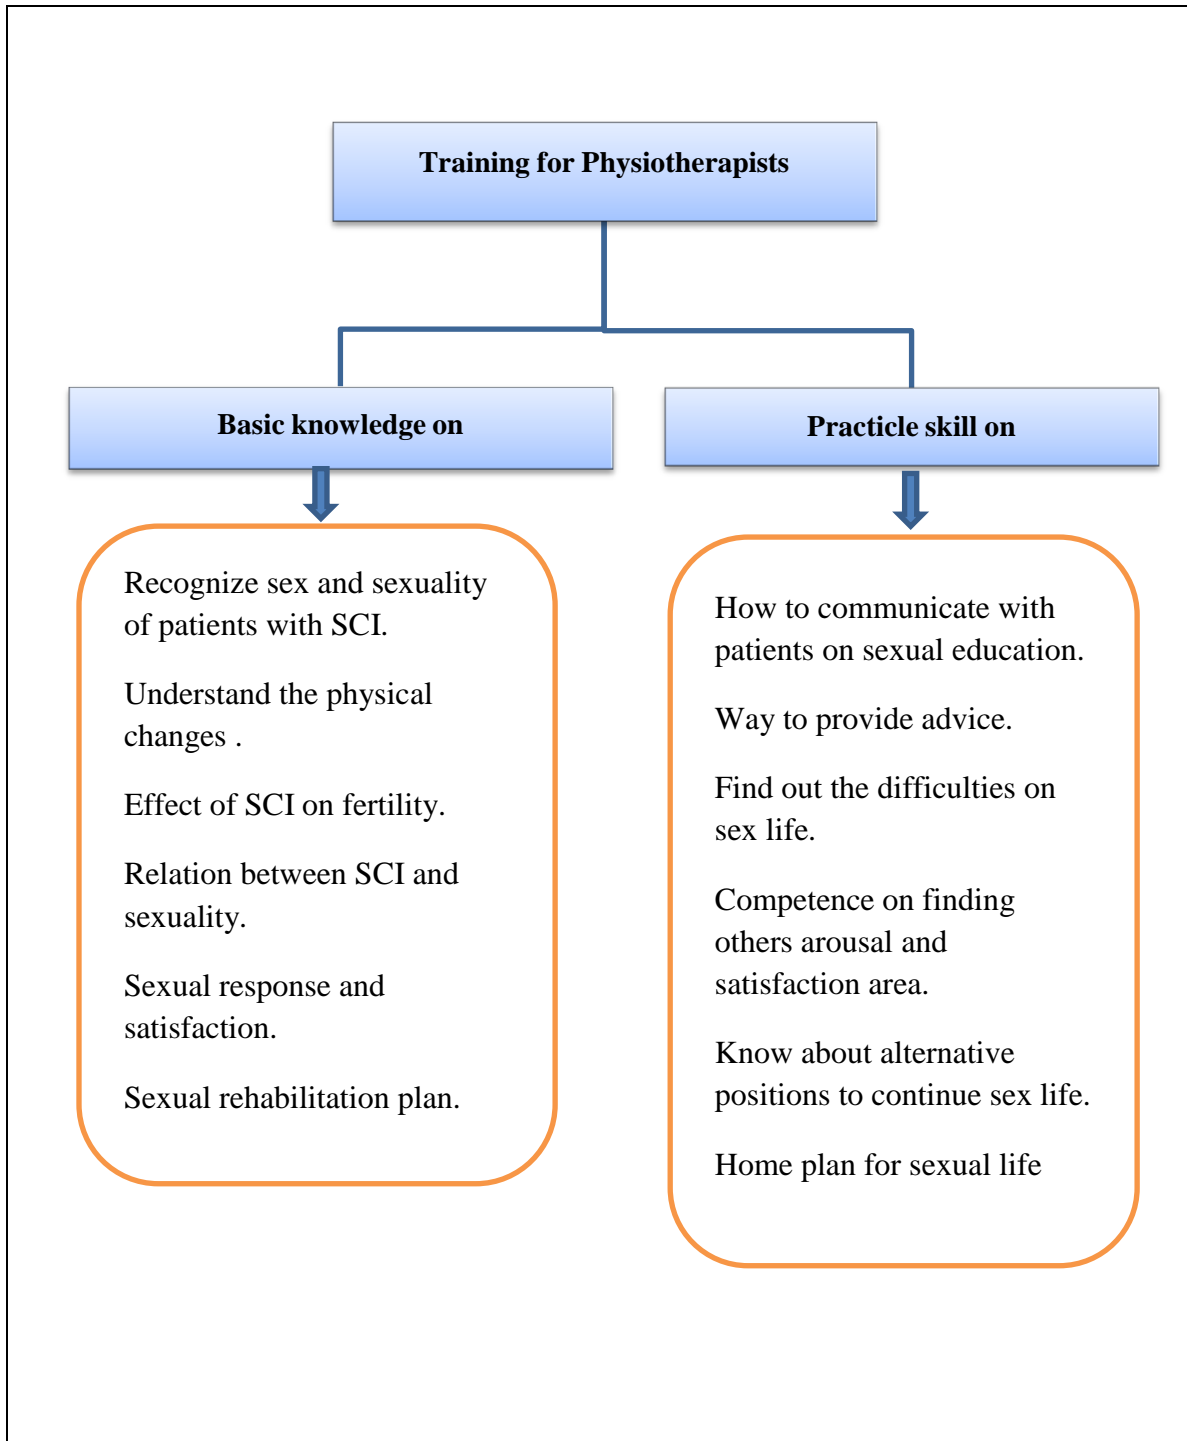 Training for Physiotherapists
Basic knowledge on
Recognize sex and sexuality
of patients with SCI.
Understand the physical
changes .
Effect of SCI on fertility.
Relation between SCI and
sexuality.
Sexual response and
satisfaction.
Sexual rehabilitation plan.
Practicle skill on
How to communicate with
patients on sexual education.
Way to provide advice.
Find out the difficulties on
sex life.
Competence on finding
others arousal and
satisfaction area.
Know about alternative
positions to continue sex life.
Home plan for sexual life